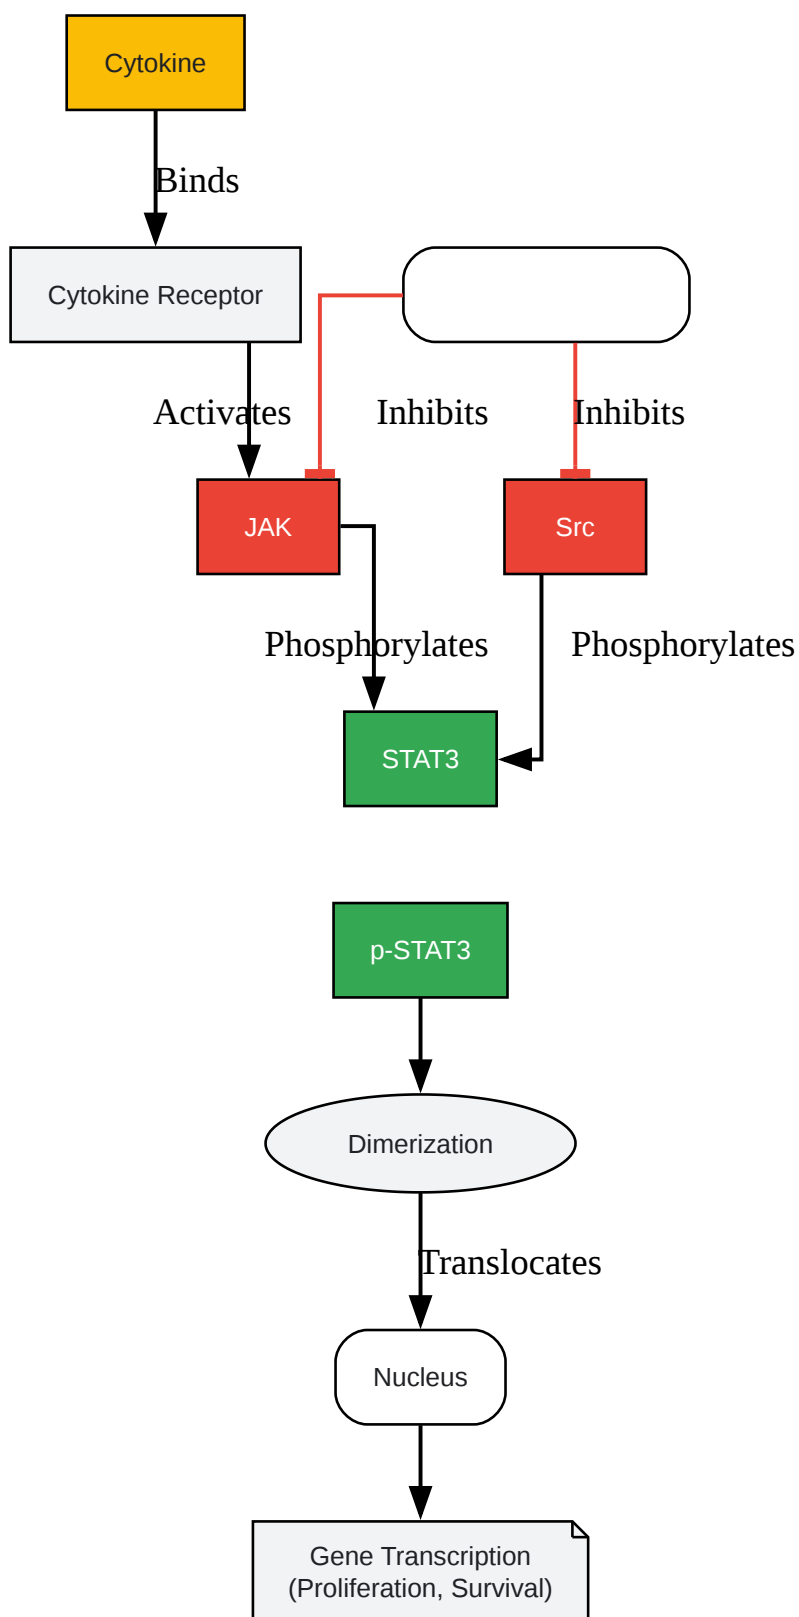 Cytokine
Binds
Cytokine Receptor
Activates
Inhibits
Inhibits
JAK
Src
Phosphorylates
Phosphorylates
STAT3
p-STAT3
Dimerization
Translocates
Nucleus
Gene Transcription
(Proliferation, Survival)